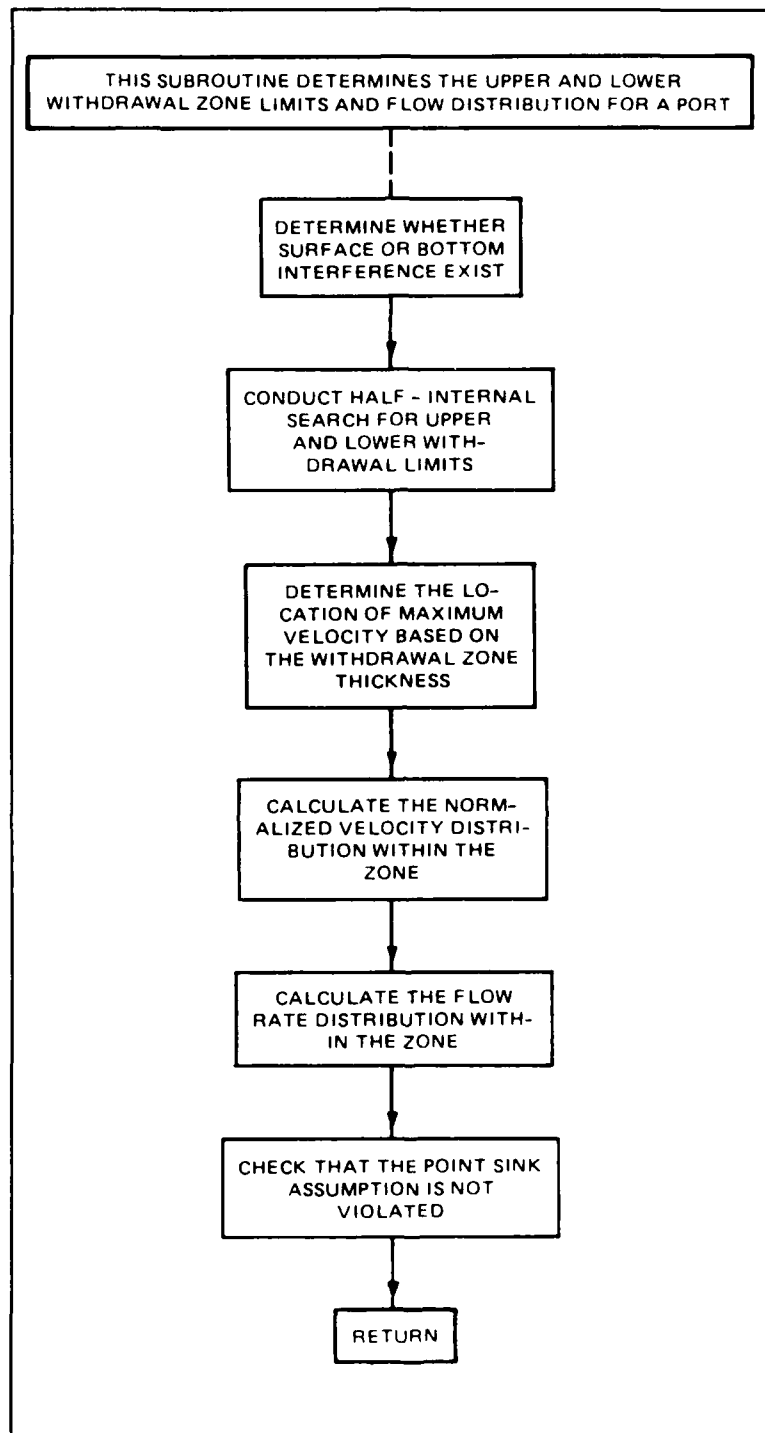 THIS SUBROUTINE DETERMINES THE UPPER AND LOWER
WITHDRAWAL ZONE LIMITS AND FLOW DISTRIBUTION FOR A PORT
DETERMINE WHETHER
SURFACE OR BOTTOM
INTERFERENCE EXIST
CONDUCT HALF - INTERNAL
SEARCH FOR UPPER
AND LOWER WITH-
DRAWAL LIMITS
DETERMINE THE LO-
CATION OF MAXIMUM
VELOCITY BASED ON
THE WITHDRAWAL ZONE
THICKNESS
CALCULATE THE NORM-
ALIZED VELOCITY DISTRI-
BUTION WITHIN THE
ZONE
CALCULATE THE FLOW
RATE DISTRIBUTION WITH-
IN THE ZONE
CHECK THAT THE POINT SINK
ASSUMPTION IS NOT
VIOLATED
RETURN